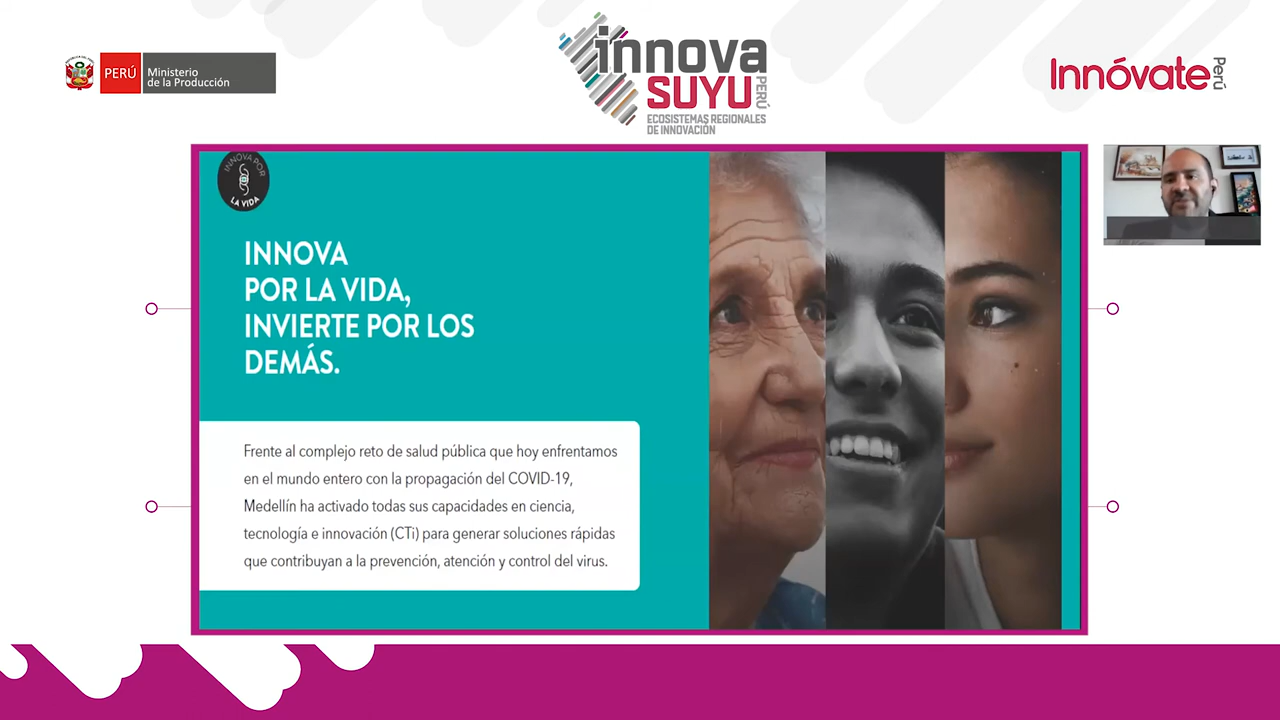 PERÚ
Ministerio
de la Producción
innova
SUYU
PERÚ
ECOSISTEMAS REGIONALES
DE INNOVACIÓN
Innóvate
Perú
INNOVA POR
LA VIDA
INNOVA
POR LA VIDA,
INVIERTE POR LOS
DEMÁS.
Frente al complejo reto de salud pública que hoy enfrentamos
en el mundo entero con la propagación del COVID-19,
Medellín ha activado todas sus capacidades en ciencia,
tecnología e innovación (CTi) para generar soluciones rápidas
que contribuyan a la prevención, atención y control del virus.